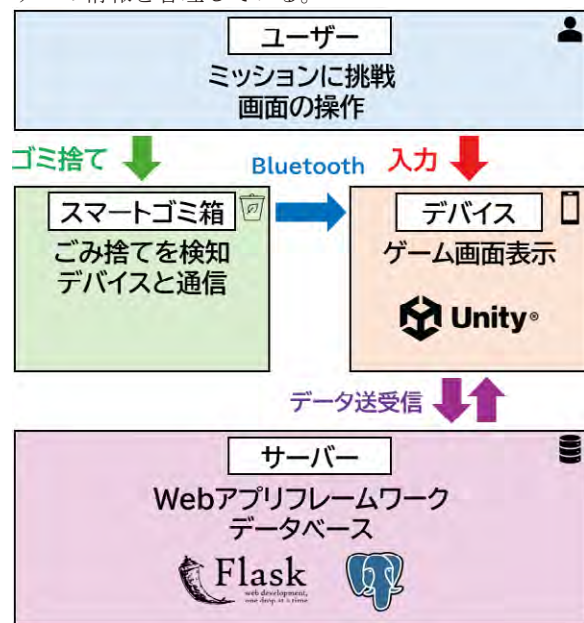 ユーザー
ミッションに挑戦
画面の操作
ゴミ捨て
Bluetooth
入力
スマートゴミ箱
ごみ捨てを検知
デバイスと通信
デバイス
ゲーム画面表示
Unity®
データ送受信
サーバー
Webアプリフレームワーク
データベース
Flask
web development,
one drop at a time